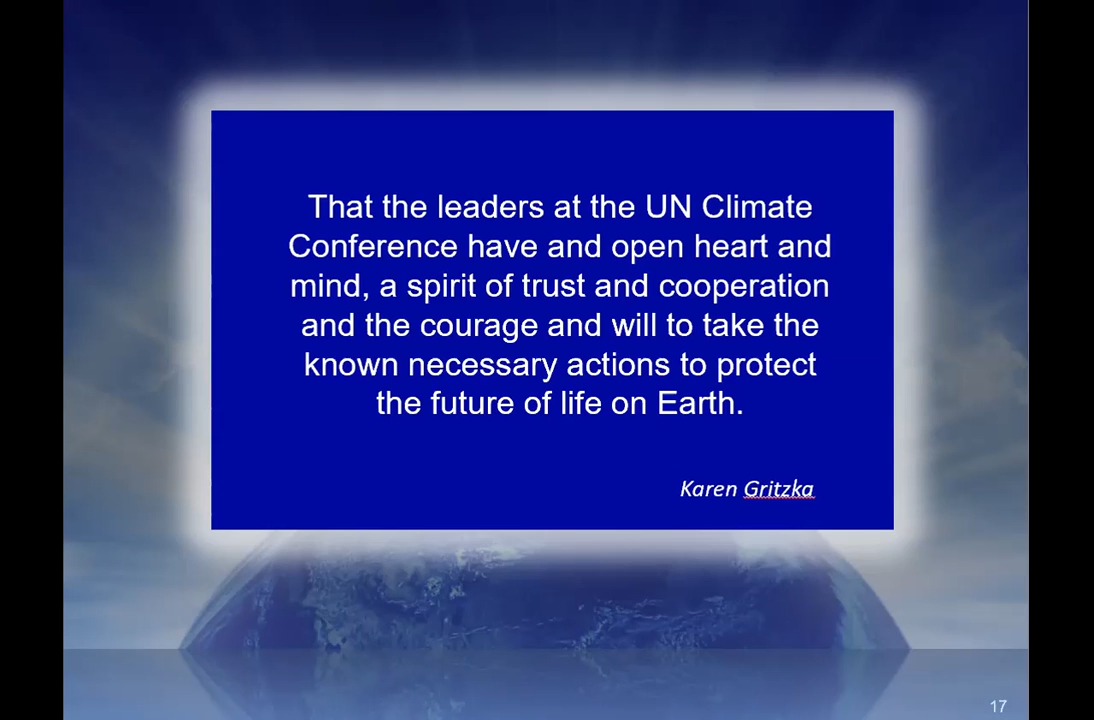 That the leaders at the UN Climate
Conference have and open heart and
mind, a spirit of trust and cooperation
and the courage and will to take the
known necessary actions to protect
the future of life on Earth.
Karen Gritzka
17